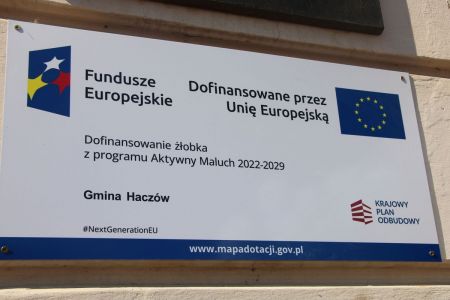 Fundusze
Europejskie
Dofinansowane przez
Unię Europejską
Dofinansowanie żłobka
z programu Aktywny Maluch 2022-2029
Gmina Haczów
KRAJOWY
PLAN
ODBUDOWY
#NextGenerationEU
www.mapadotacji.gov.pl